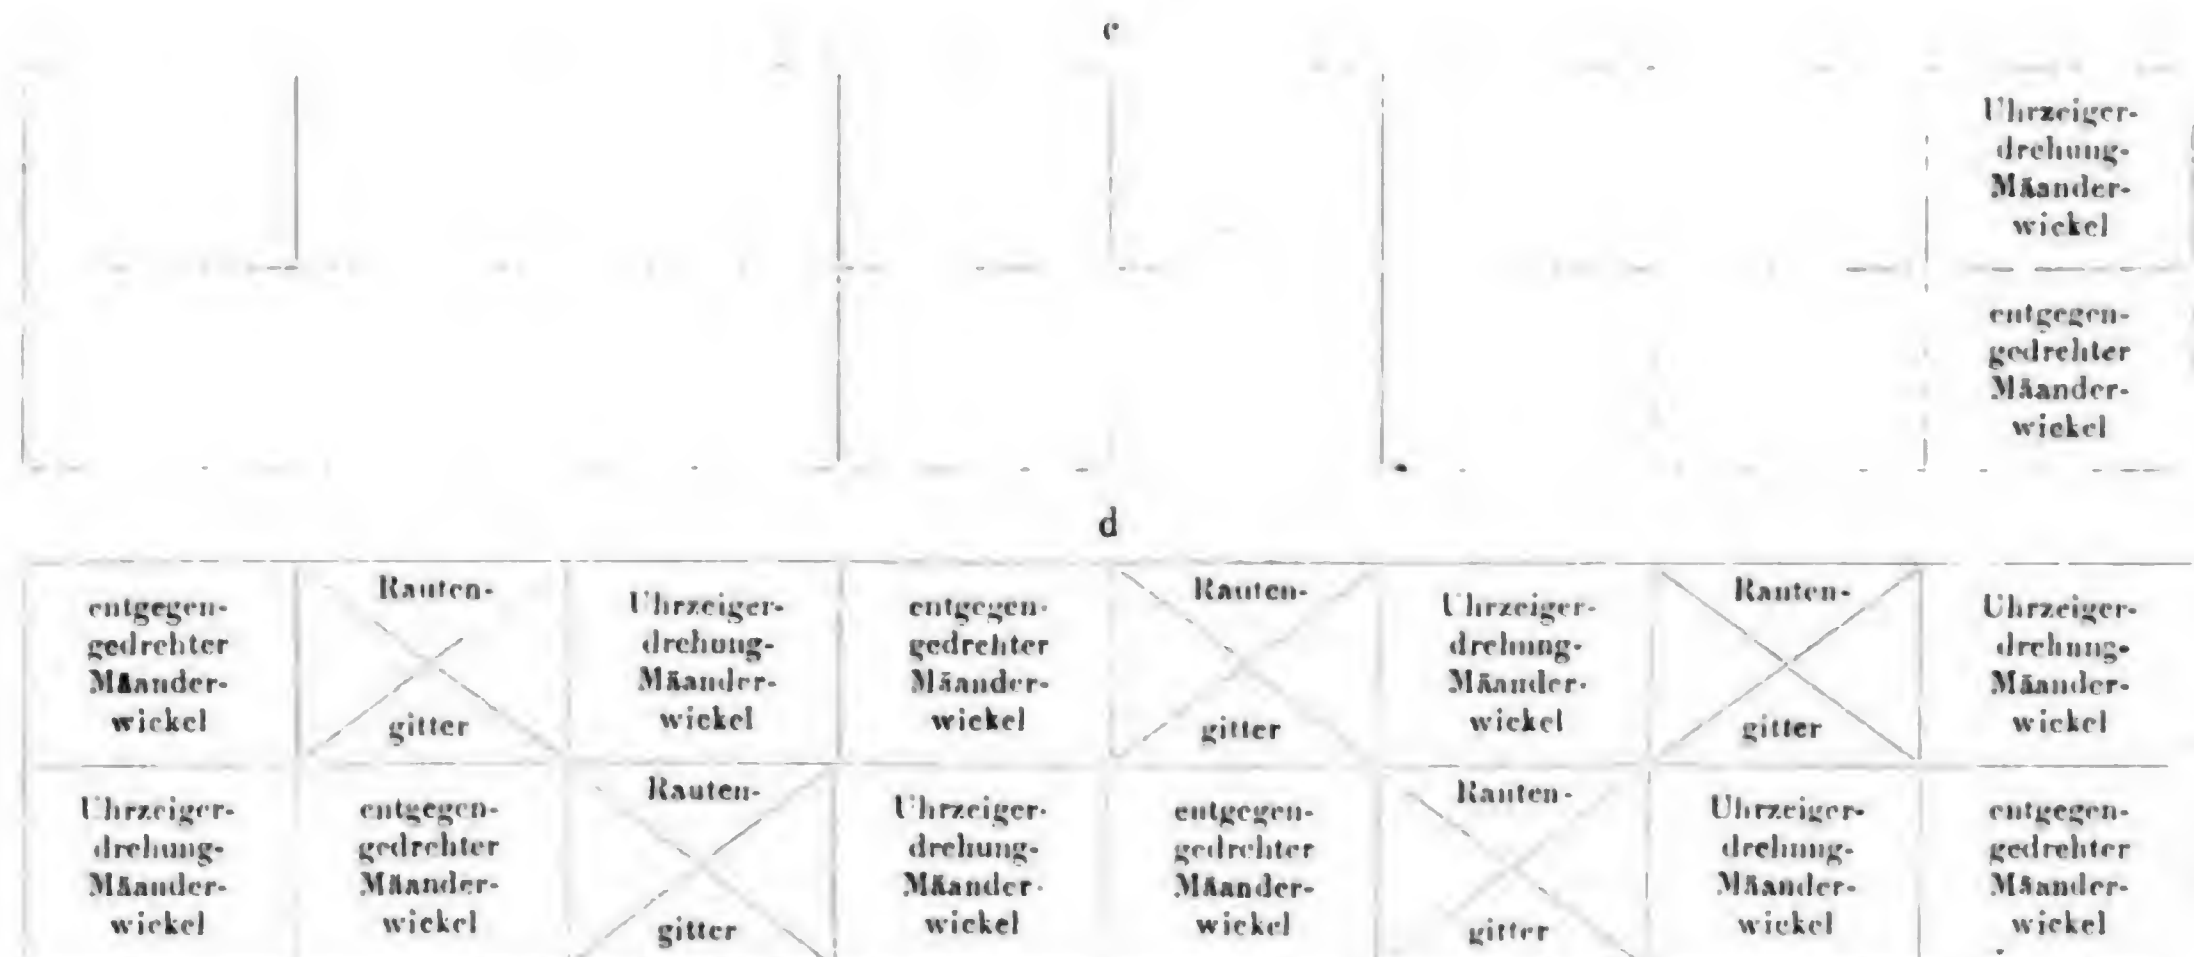 c
Uhrzeiger-
drehung-
Mäander-
wickel
entgegen-
gedrehter
Mäander-
wickel
d
entgegen-
gedrehter
Mäander-
wickel
Rauten-
gitter
Uhrzeiger-
drehung-
Mäander-
wickel
entgegen-
gedrehter
Mäander-
wickel
Rauten-
gitter
Uhrzeiger-
drehung-
Mäander-
wickel
Rauten-
gitter
Uhrzeiger-
drehung-
Mäander-
wickel
Uhrzeiger-
drehung-
Mäander-
wickel
entgegen-
gedrehter
Mäander-
wickel
Rauten-
gitter
Uhrzeiger-
drehung-
Mäander-
wickel
entgegen-
gedrehter
Mäander-
wickel
Rauten-
gitter
Uhrzeiger-
drehung-
Mäander-
wickel
entgegen-
gedrehter
Mäander-
wickel